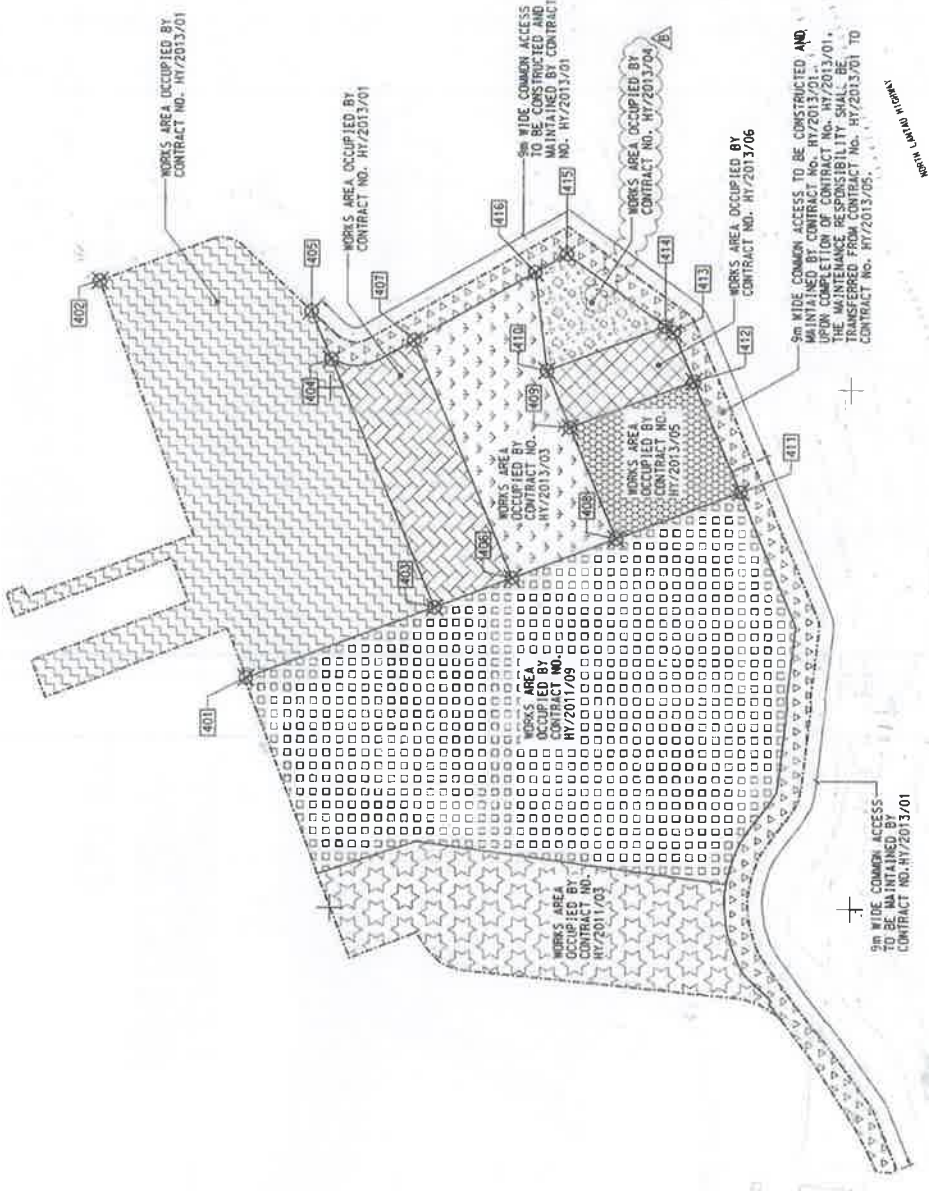 WORKS AREA OCCUPIED BY
CONTRACT NO. HY/2013/01
402
405
WORKS AREA OCCUPIED BY
CONTRACT NO. HY/2013/01
404
407
9m WIDE COMMON ACCESS
TO BE CONSTRUCTED AND
MAINTAINED BY CONTRACT
NO. HY/2013/01
416
WORKS AREA OCCUPIED BY
CONTRACT NO. HY/2013/04
B
415
410
414
WORKS AREA OCCUPIED BY
CONTRACT NO. HY/2013/06
413
409
412
WORKS AREA
OCCUPIED BY
CONTRACT NO.
HY/2013/03
WORKS AREA
OCCUPIED BY
CONTRACT NO.
HY/2013/05
9m WIDE COMMON ACCESS TO BE CONSTRUCTED AND
MAINTAINED BY CONTRACT No. HY/2013/01.
UPON COMPLETION OF CONTRACT No. HY/2013/01,
THE MAINTENANCE RESPONSIBILITY SHALL BE
TRANSFERRED FROM CONTRACT No. HY/2013/01 TO
CONTRACT No. HY/2013/05.
NORTH LANTAU HIGHWAY
408
411
406
403
401
WORKS AREA
OCCUPIED BY
CONTRACT NO.
HY/2011/09
WORKS AREA
OCCUPIED BY
CONTRACT NO.
HY/2011/03
9m WIDE COMMON ACCESS
TO BE MAINTAINED BY
CONTRACT NO.HY/2013/01